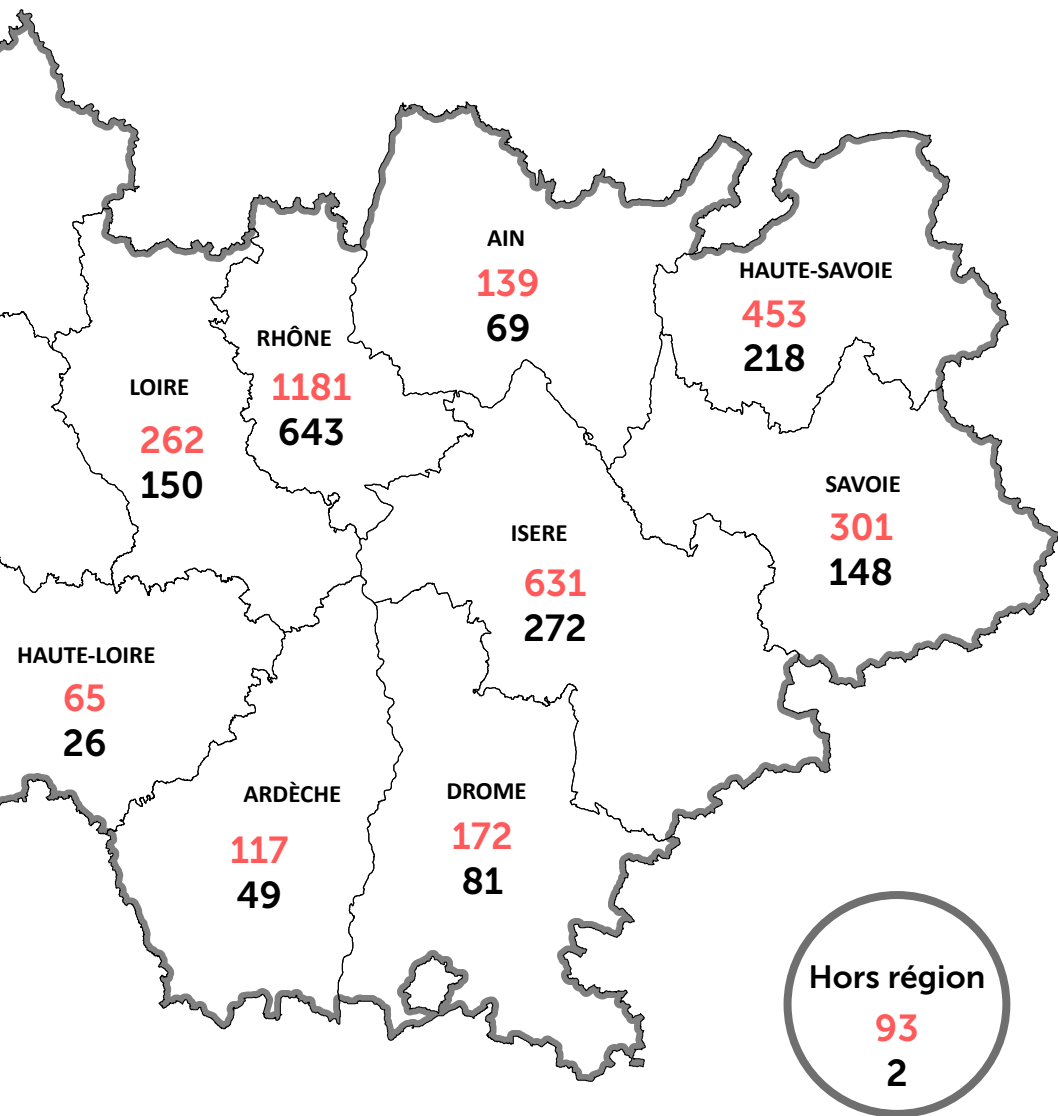 AIN
139
69
HAUTE-SAVOIE
453
218
RHÔNE
1181
643
LOIRE
262
150
SAVOIE
301
148
ISERE
631
272
HAUTE-LOIRE
65
26
ARDÈCHE
117
49
DROME
172
81
Hors région
93
2